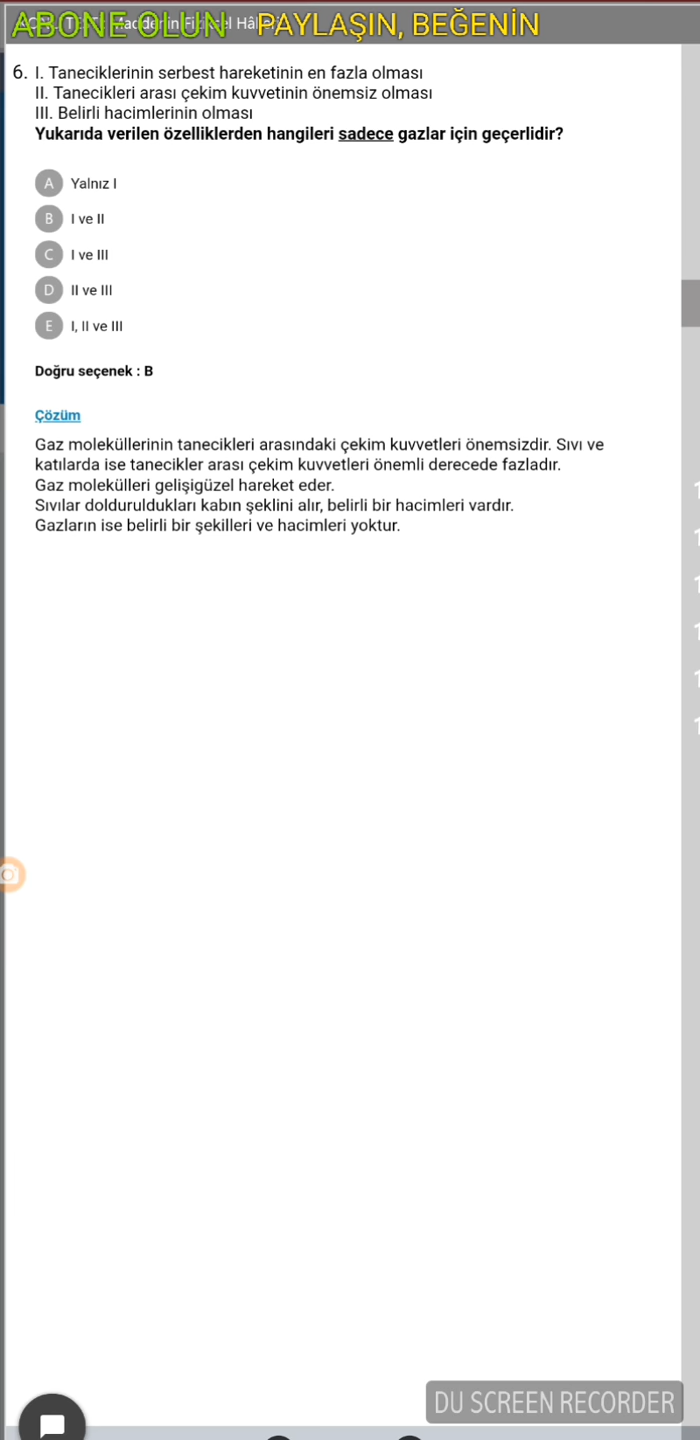 ABONE OLUN PAYLAŞIN, BEĞENİN
6. I. Taneciklerinin serbest hareketinin en fazla olması
II. Tanecikleri arası çekim kuvvetinin önemsiz olması
III. Belirli hacimlerinin olması
Yukarıda verilen özelliklerden hangileri sadece gazlar için geçerlidir?
A Yalnız I
B I ve II
C I ve III
D II ve III
E I, II ve III
Doğru seçenek : B
Çözüm
Gaz moleküllerinin tanecikleri arasındaki çekim kuvvetleri önemsizdir. Sıvı ve
katılarda ise tanecikler arası çekim kuvvetleri önemli derecede fazladır.
Gaz molekülleri gelişigüzel hareket eder.
Sıvılar dolduruldukları kabın şeklini alır, belirli bir hacimleri vardır.
Gazların ise belirli bir şekilleri ve hacimleri yoktur.
DU SCREEN RECORDER